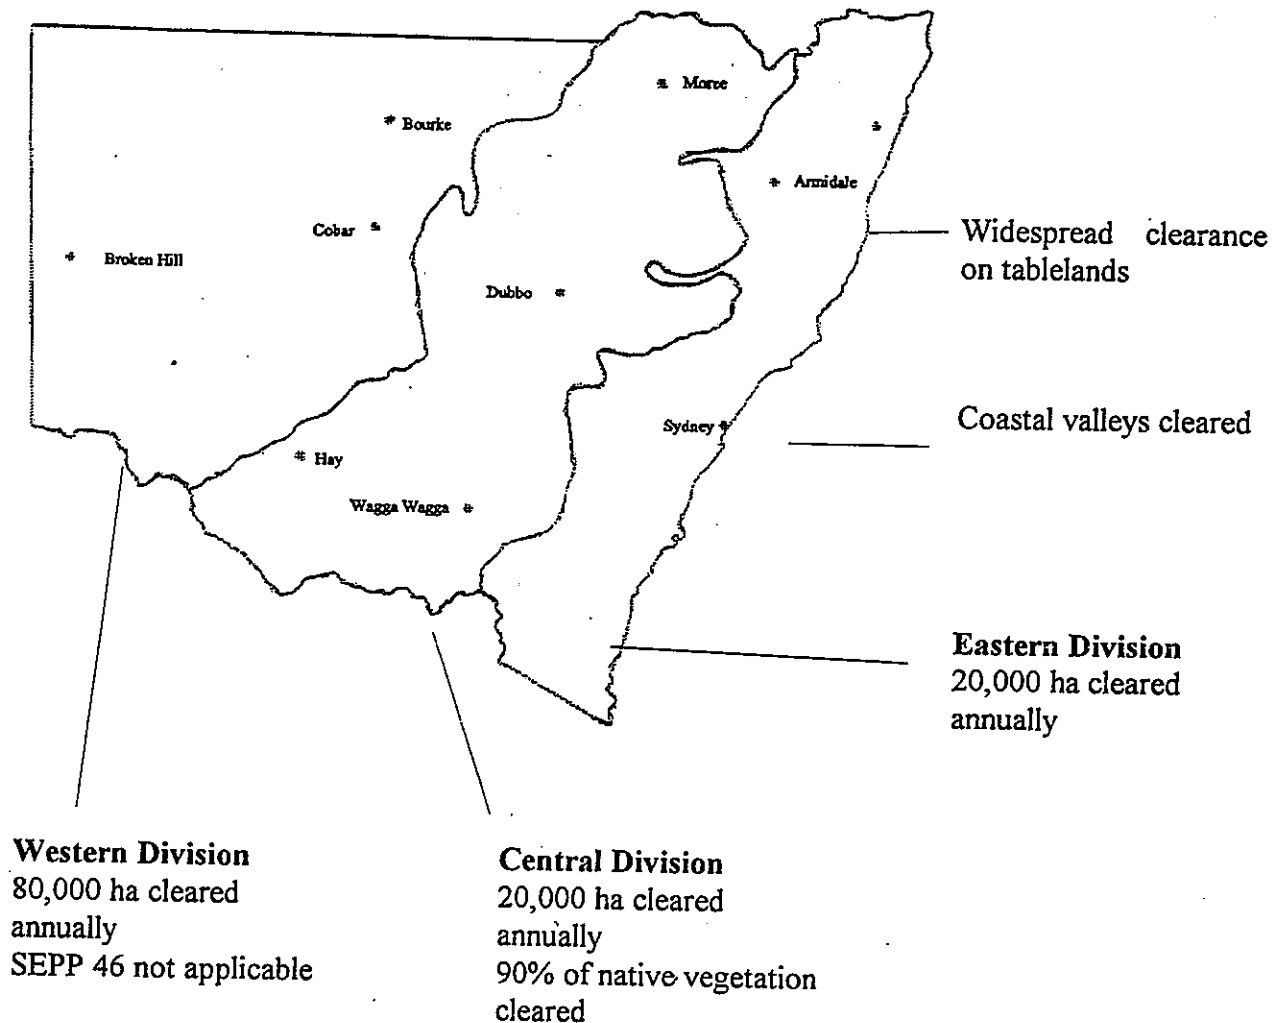 Moree
Bourke
Armidale
Cobar
Widespread clearance
on tablelands
Broken Hill
Dubbo
Coastal valleys cleared
Sydney
Hay
Wagga Wagga
Eastern Division
20,000 ha cleared
annually
Western Division
80,000 ha cleared
annually
SEPP 46 not applicable
Central Division
20,000 ha cleared
annually
90% of native vegetation
cleared